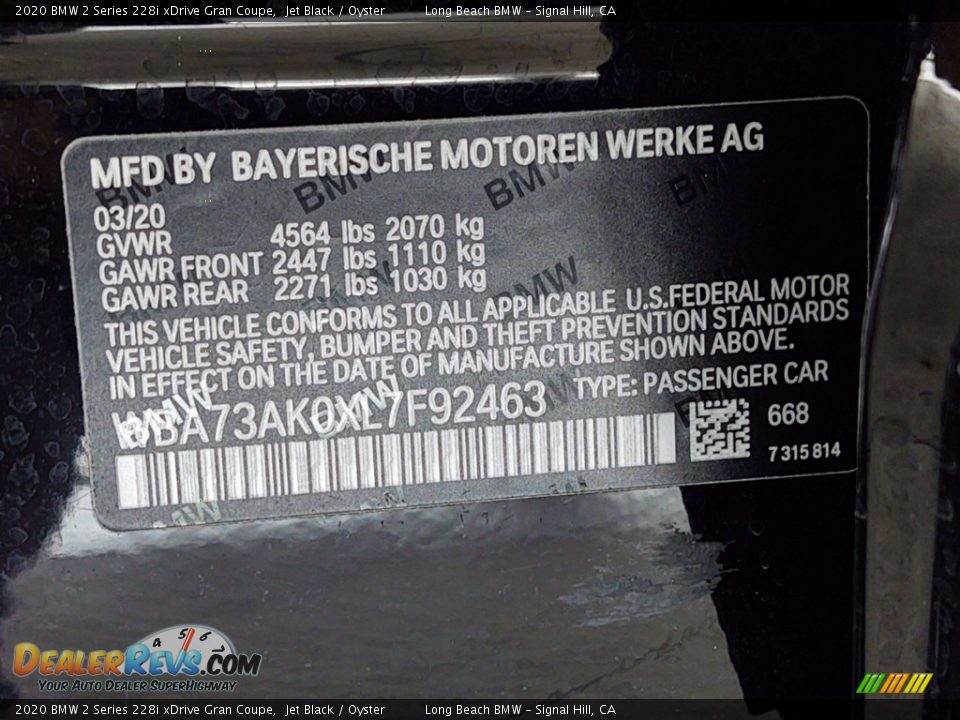 2020 BMW 2 Series 228i xDrive Gran Coupe, Jet Black / Oyster Long Beach BMW - Signal Hill, CA
MFD BY BAYERISCHE MOTOREN WERKE AG
03/20
GVWR 4564 lbs 2070 kg
GAWR FRONT 2447 lbs 1110 kg
GAWR REAR 2271 lbs 1030 kg
THIS VEHICLE CONFORMS TO ALL APPLICABLE U.S.FEDERAL MOTOR
VEHICLE SAFETY, BUMPER AND THEFT PREVENTION STANDARDS
IN EFFECT ON THE DATE OF MANUFACTURE SHOWN ABOVE.
WBA73AK0XL7F92463 TYPE: PASSENGER CAR
668
7 315 814
DEALERREVS.COM
YOUR AUTO DEALER SUPERHIGHWAY
2020 BMW 2 Series 228i xDrive Gran Coupe, Jet Black / Oyster Long Beach BMW - Signal Hill, CA